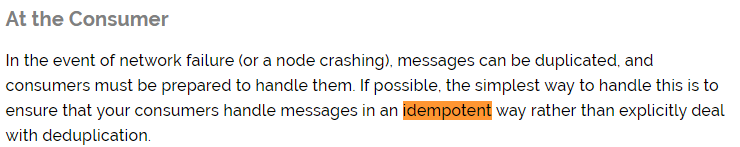 At the Consumer
In the event of network failure (or a node crashing), messages can be duplicated, and
consumers must be prepared to handle them. If possible, the simplest way to handle this is to
ensure that your consumers handle messages in an idempotent way rather than explicitly deal
with deduplication.